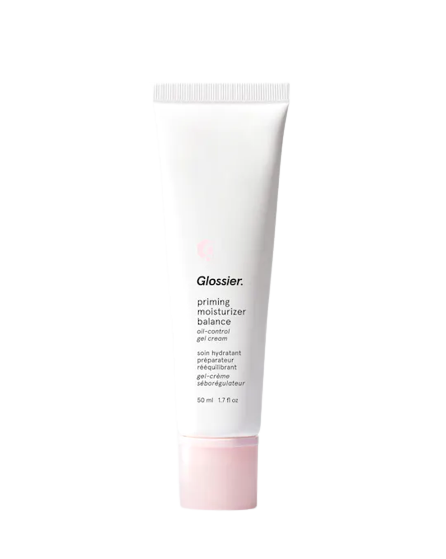 Glossier.
priming
moisturizer
balance
oil-control
gel cream
soin hydratant
préparateur
rééquilibrant
gel-crème
séborégulateur
50 ml 1.7 fl oz